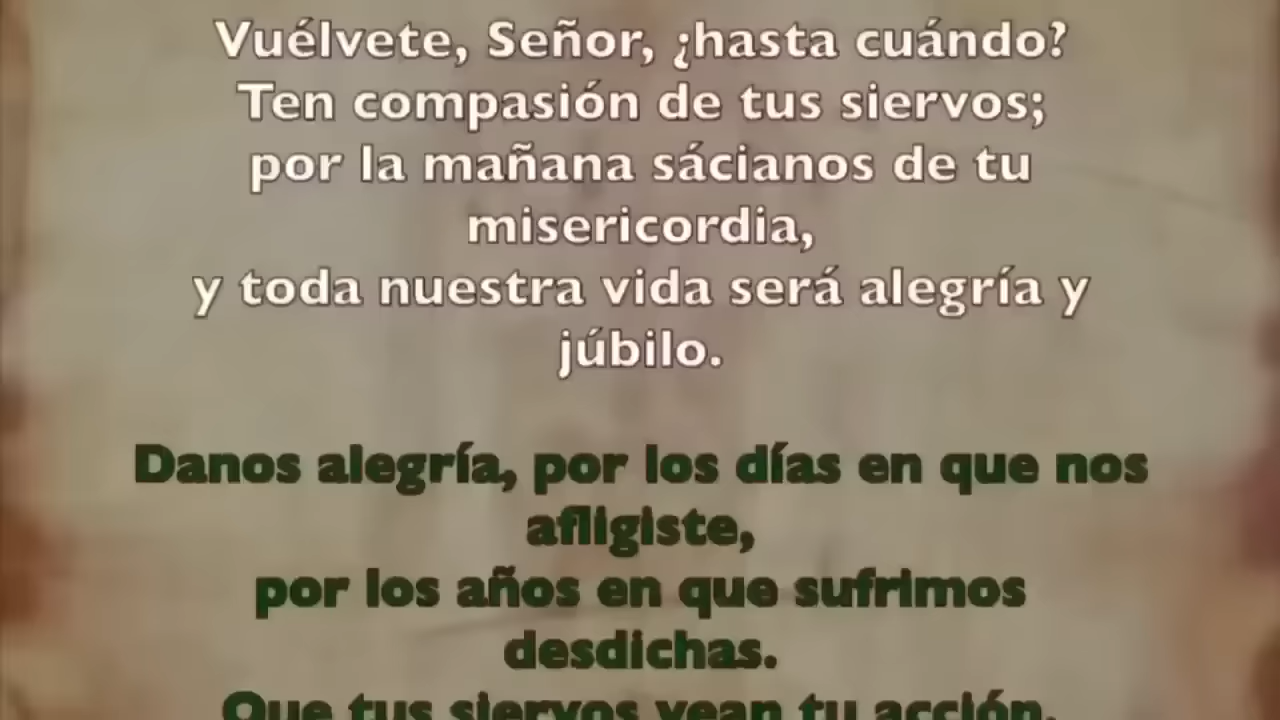 Vuélvete, Señor, ¿hasta cuándo?
Ten compasión de tus siervos;
por la mañana sácianos de tu
misericordia,
y toda nuestra vida será alegría y
júbilo.
Danos alegría, por los días en que nos
afligiste,
por los años en que sufrimos
desdichas.
Que tus siervos vean tu acción,